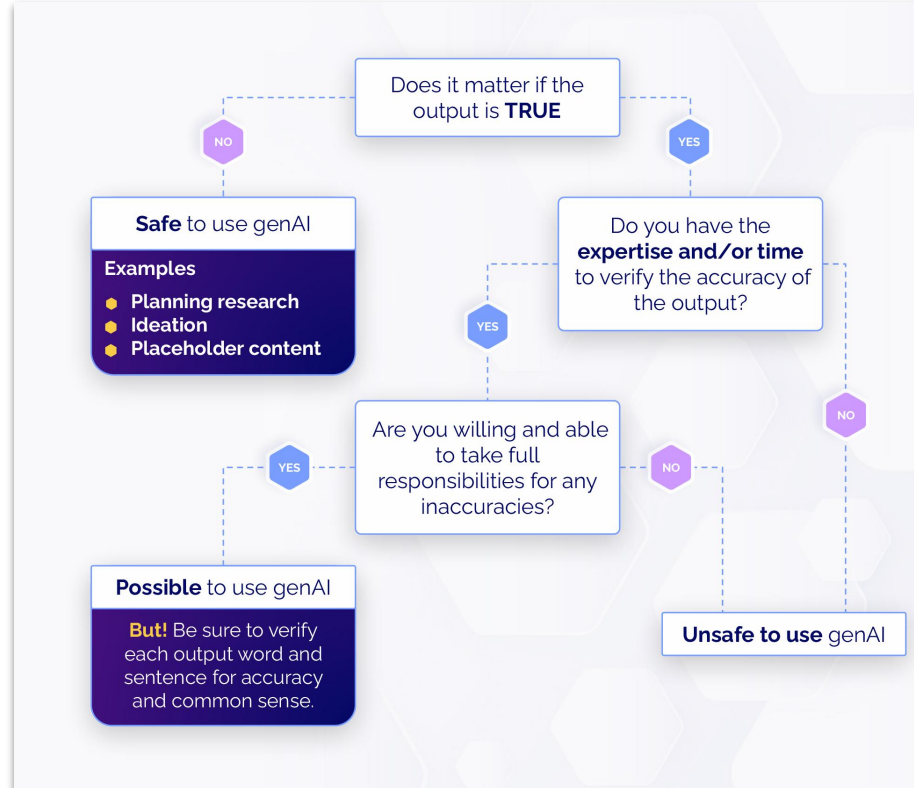 Does it matter if the
output is TRUE
NO
YES
Safe to use genAI
Examples
Planning research
Ideation
Placeholder content
Do you have the
expertise and/or time
to verify the accuracy of
the output?
YES
NO
Are you willing and able
to take full
responsibilities for any
inaccuracies?
YES
NO
Possible to use genAI
But! Be sure to verify
each output word and
sentence for accuracy
and common sense.
Unsafe to use genAI